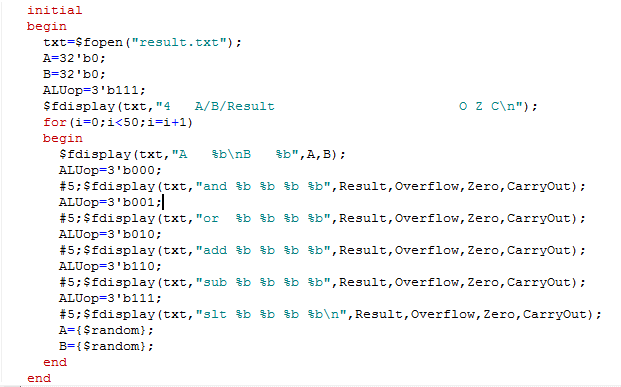 initial
begin
txt=$fopen("result.txt");
A=32'b0;
B=32'b0;
ALUop=3'b111;
$fdisplay(txt,"4   A/B/Result                         O Z C\n");
for(i=0;i<50;i=i+1)
begin
$fdisplay(txt,"A   %b\nB   %b",A,B);
ALUop=3'b000;
#5;$fdisplay(txt,"and %b %b %b %b",Result,Overflow,Zero,CarryOut);
ALUop=3'b001;
#5;$fdisplay(txt,"or  %b %b %b %b",Result,Overflow,Zero,CarryOut);
ALUop=3'b010;
#5;$fdisplay(txt,"add %b %b %b %b",Result,Overflow,Zero,CarryOut);
ALUop=3'b110;
#5;$fdisplay(txt,"sub %b %b %b %b",Result,Overflow,Zero,CarryOut);
ALUop=3'b111;
#5;$fdisplay(txt,"slt %b %b %b %b\n",Result,Overflow,Zero,CarryOut);
A={$random};
B={$random};
end
end